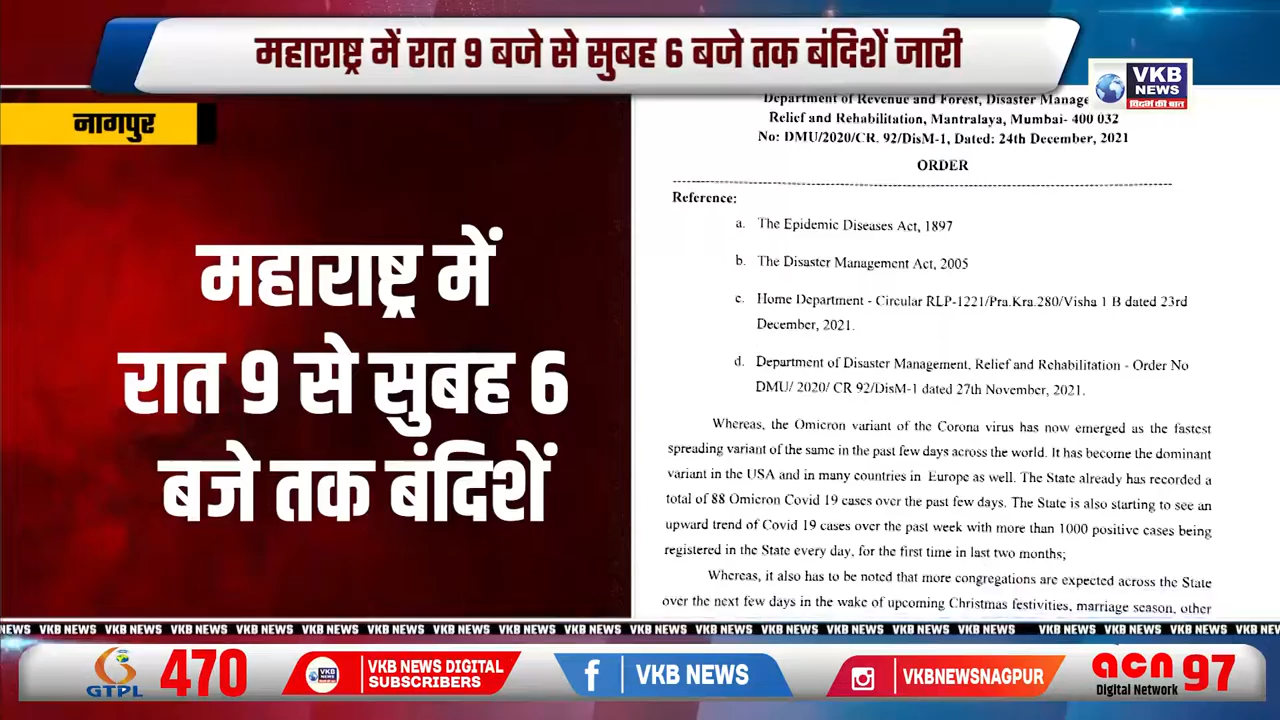 महाराष्ट्र में रात 9 बजे से सुबह 6 बजे तक बंदिशें जारी
VKB
NEWS
विदर्भ की बात
नागपुर
महाराष्ट्र में
रात 9 से सुबह 6
बजे तक बंदिशें
Department of Revenue and Forest, Disaster
Relief and Rehabilitation, Mantralaya, Mumbai- 400 032
No: DMU/2020/CR. 92/DisM-1, Dated: 24th December, 2021
ORDER
Reference:
a. The Epidemic Diseases Act, 1897
b. The Disaster Management Act, 2005
c. Home Department - Circular RLP-1221/Pra.Kra.280/Visha 1 B dated 23rd
December, 2021.
d. Department of Disaster Management, Relief and Rehabilitation - Order No
DMU/ 2020/ CR 92/DisM-1 dated 27th November, 2021.
Whereas, the Omicron variant of the Corona virus has now emerged as the fastest
spreading variant of the same in the past few days across the world. It has become the dominant
variant in the USA and in many countries in Europe as well. The State already has recorded a
total of 88 Omicron Covid 19 cases over the past few days. The State is also starting to see an
upward trend of Covid 19 cases over the past week with more than 1000 positive cases being
registered in the State every day, for the first time in last two months;
Whereas, it also has to be noted that more congregations are expected across the State
over the next few days in the wake of upcoming Christmas festivities, marriage season, other
NEWS VKB NEWS VKB NEWS VKB NEWS VKB NEWS VKB NEWS VKB NEWS VKB NEWS VKB NEWS VKB NEWS VKB NEWS VKB NEWS VKB NEWS VKB NEWS VKB NEWS VKB NEWS VKB NEWS VKB NEWS VKB NEWS
GTPL 470
VKB NEWS
VKB NEWS DIGITAL
SUBSCRIBERS
VKB NEWS
VKBNEWSNAGPUR
acn 97
Digital Network